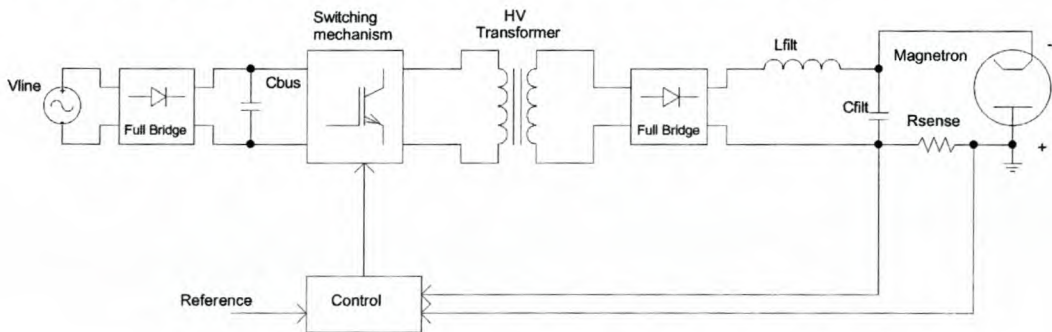 Switching
mechanism
HV
Transformer
Lfilt
Magnetron
-
Vline
Cbus
Cfilt
Full Bridge
Full Bridge
Rsense
+
Reference
Control